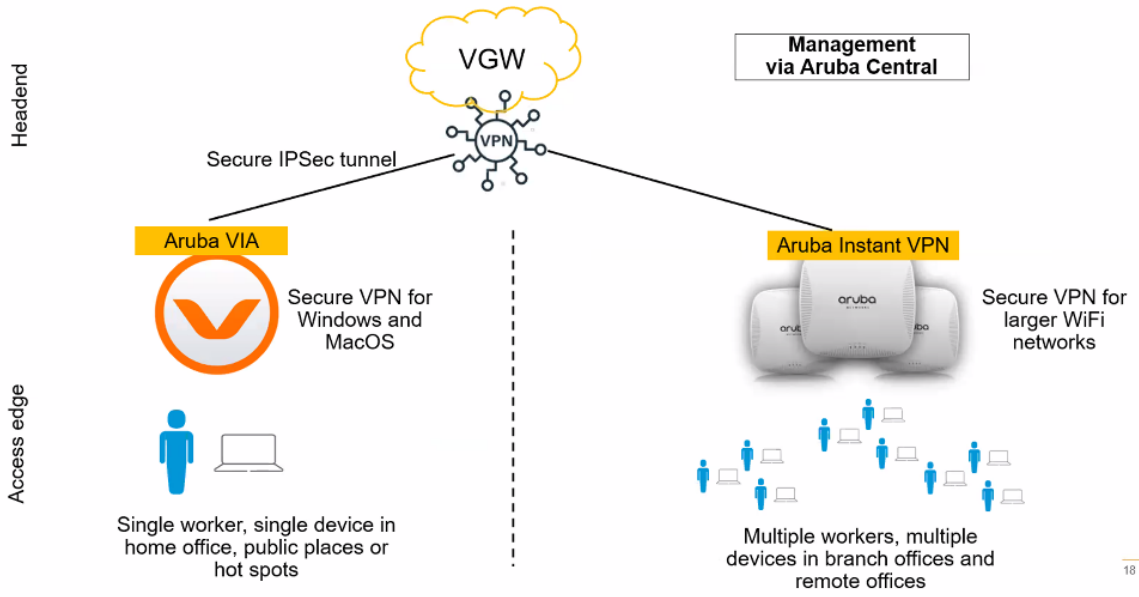 Headend
VGW
Management
via Aruba Central
VPN
Secure IPSec tunnel
Aruba VIA
Secure VPN for
Windows and
MacOS
Aruba Instant VPN
aruba
NETWORKS
Secure VPN for
larger WiFi
networks
Access edge
Single worker, single device in
home office, public places or
hot spots
Multiple workers, multiple
devices in branch offices and
remote offices
18